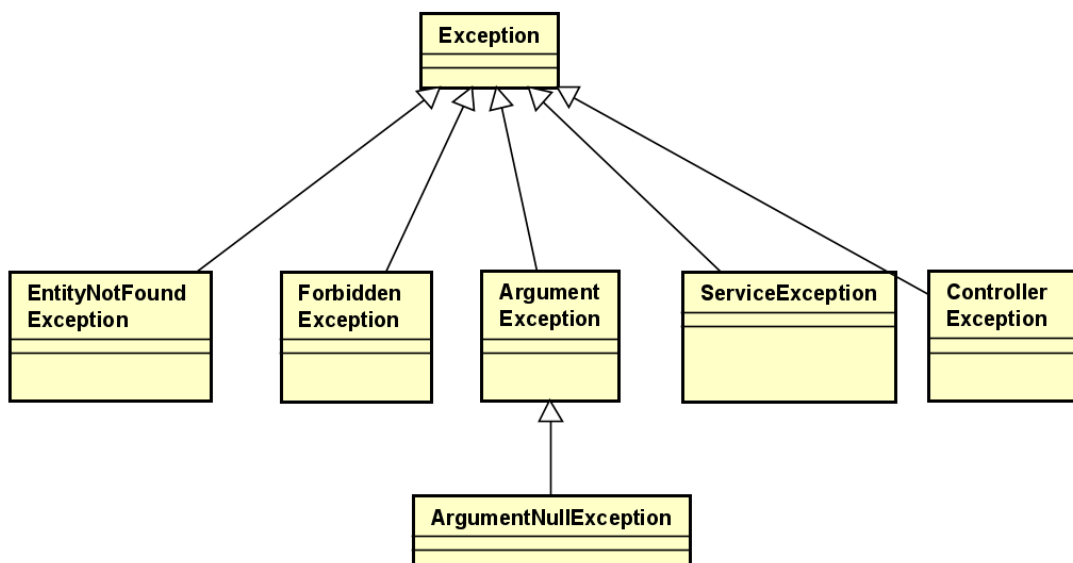 Exception
EntityNotFound
Exception
Forbidden
Exception
Argument
Exception
ServiceException
Controller
Exception
ArgumentNullException